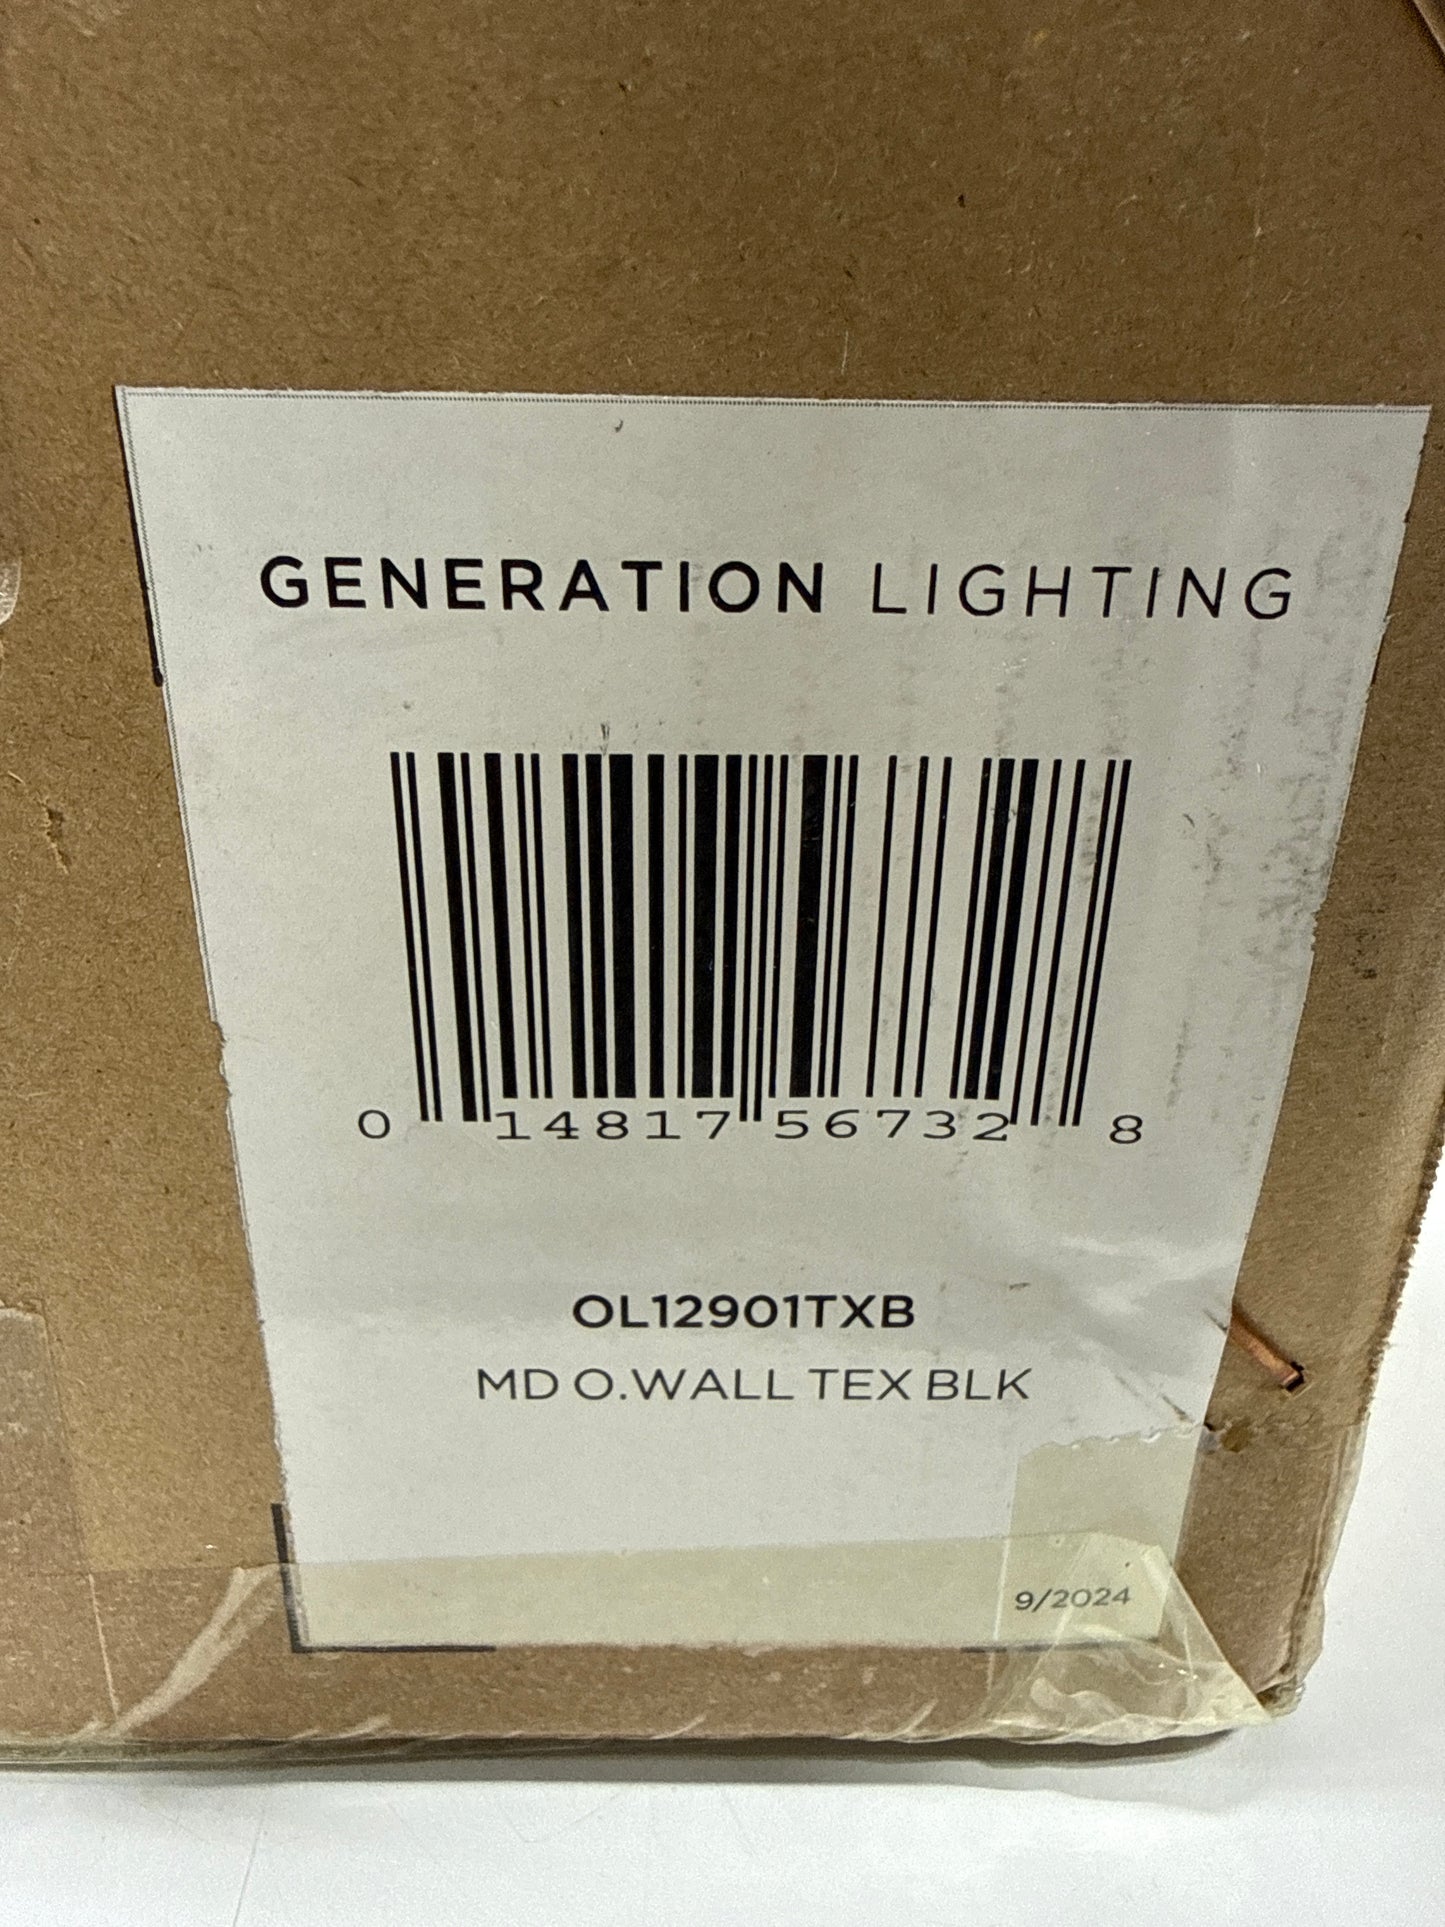 GENERATION LIGHTING
0 14817 56732 8
OL12901TXB
MD O.WALL TEX BLK
9/2024